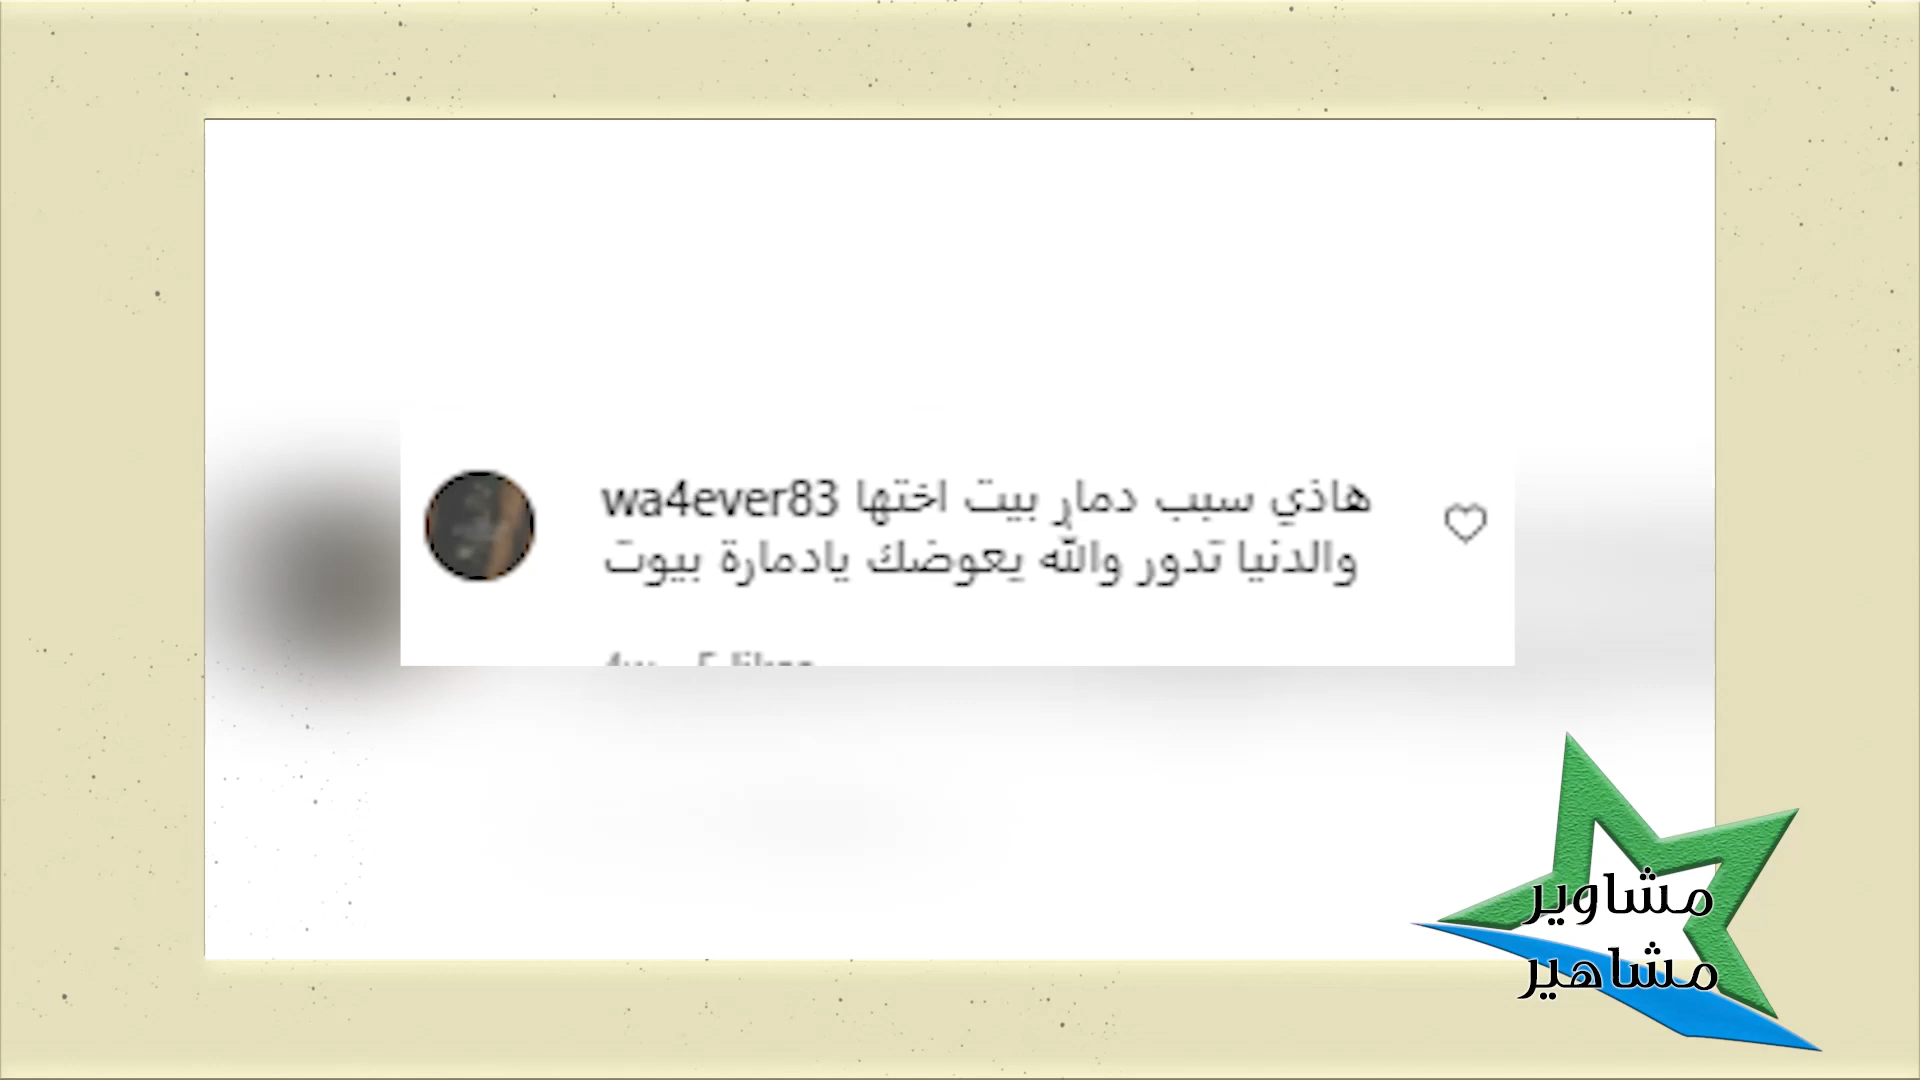 wa4ever83 هاذي سبب دمار بيت اختها
والدنيا تدور والله يعوضك يادمارة بيوت
مشاوير
مشاهير